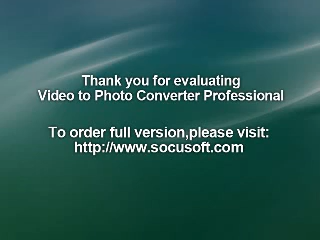 Thank you for evaluating
Video to Photo Converter Professional
To order full version,please visit:
http://www.socusoft.com